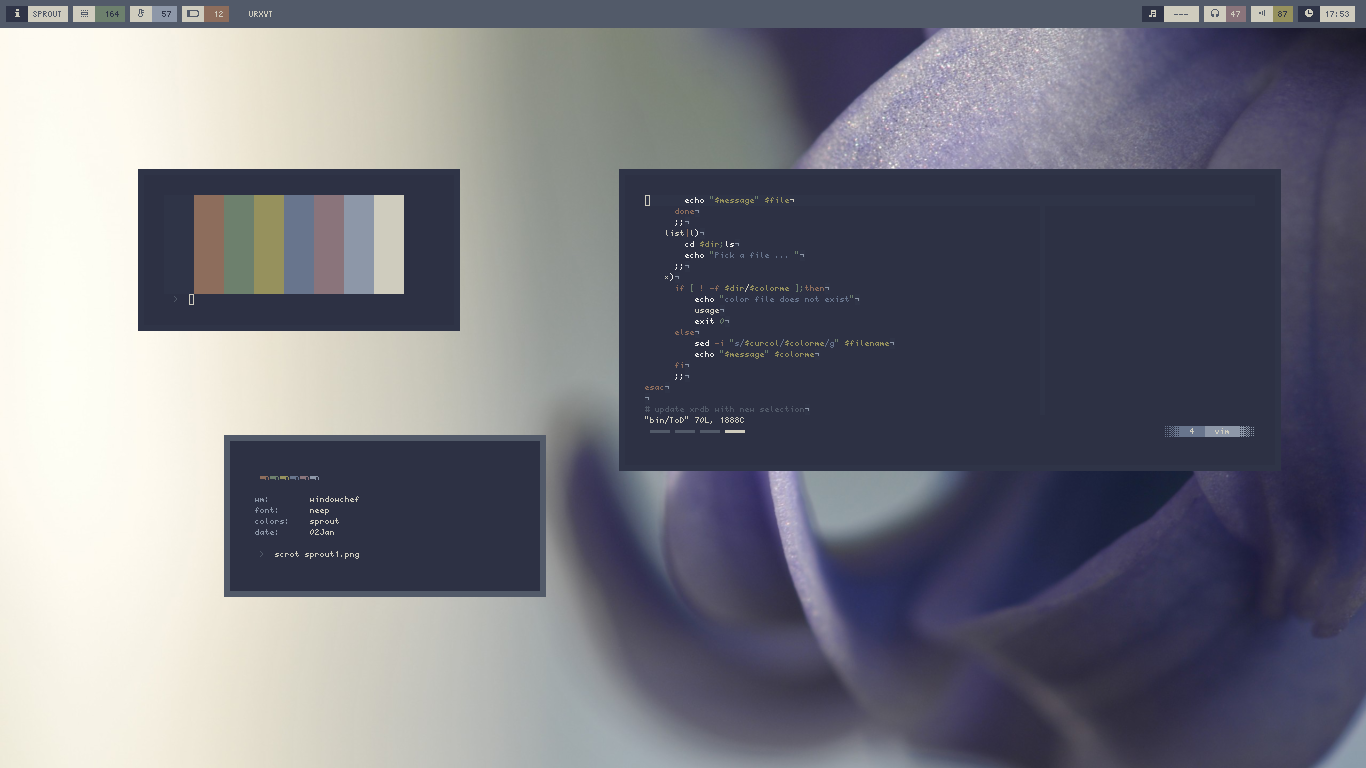 SPROUT 164 57 12 URXVT --- 47 87 17:53
echo "$message" $file¬
done¬
;;¬
list|l)¬
cd $dir;ls¬
echo "Pick a file ... "¬
;;¬
x)¬
if [ ! -f $dir/$colorme ];then¬
echo "color file does not exist"¬
usage¬
exit 0¬
else¬
sed -i "s/$curcol/$colorme/g" $filename¬
echo "$message" $colorme¬
fi¬
;;¬
esac¬
¬
# update xrdb with new selection¬
"bin/ToD" 70L, 1888C
4 vim
>
wm: windowchef
font: neep
colors: sprout
date: 02Jan
> scrot sprout1.png